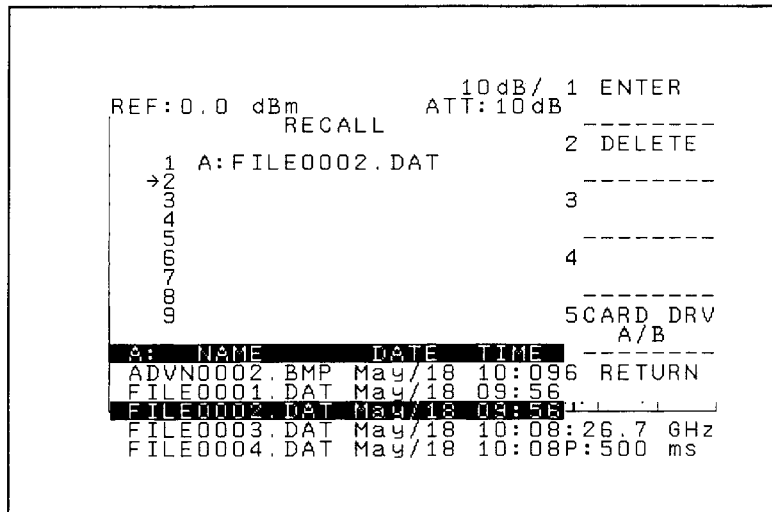 10dB/ 1 ENTER
REF:0.0 dBm ATT:10dB
RECALL
2 DELETE
1 A:FILE0002.DAT
→2
3 3
4
5
6 4
7
8
9 5CARD DRV
A/B
A: NAME DATE TIME
ADVN0002.BMP May/18 10:096 RETURN
FILE0001.DAT May/18 09:56
FILE0002.DAT May/18 09:56
FILE0003.DAT May/18 10:08:26.7 GHz
FILE0004.DAT May/18 10:08P:500 ms